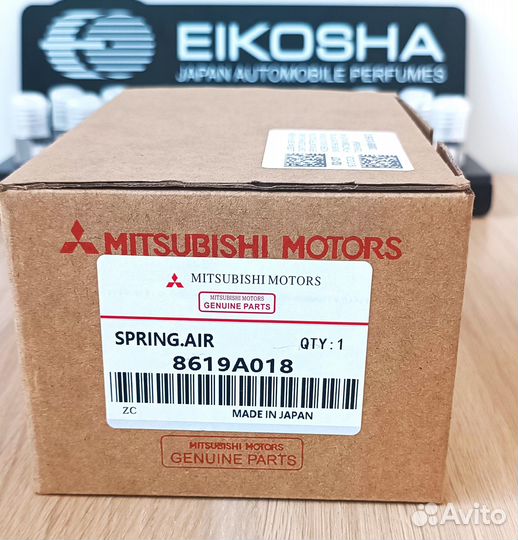 EIKOSHA
JAPAN AUTOMOBILE PERFUMES
MITSUBISHI MOTORS
MITSUBISHI MOTORS
MITSUBISHI MOTORS
GENUINE PARTS
SPRING.AIR QTY : 1
8619A018
ZC MADE IN JAPAN
MITSUBISHI MOTORS
GENUINE PARTS
Avito